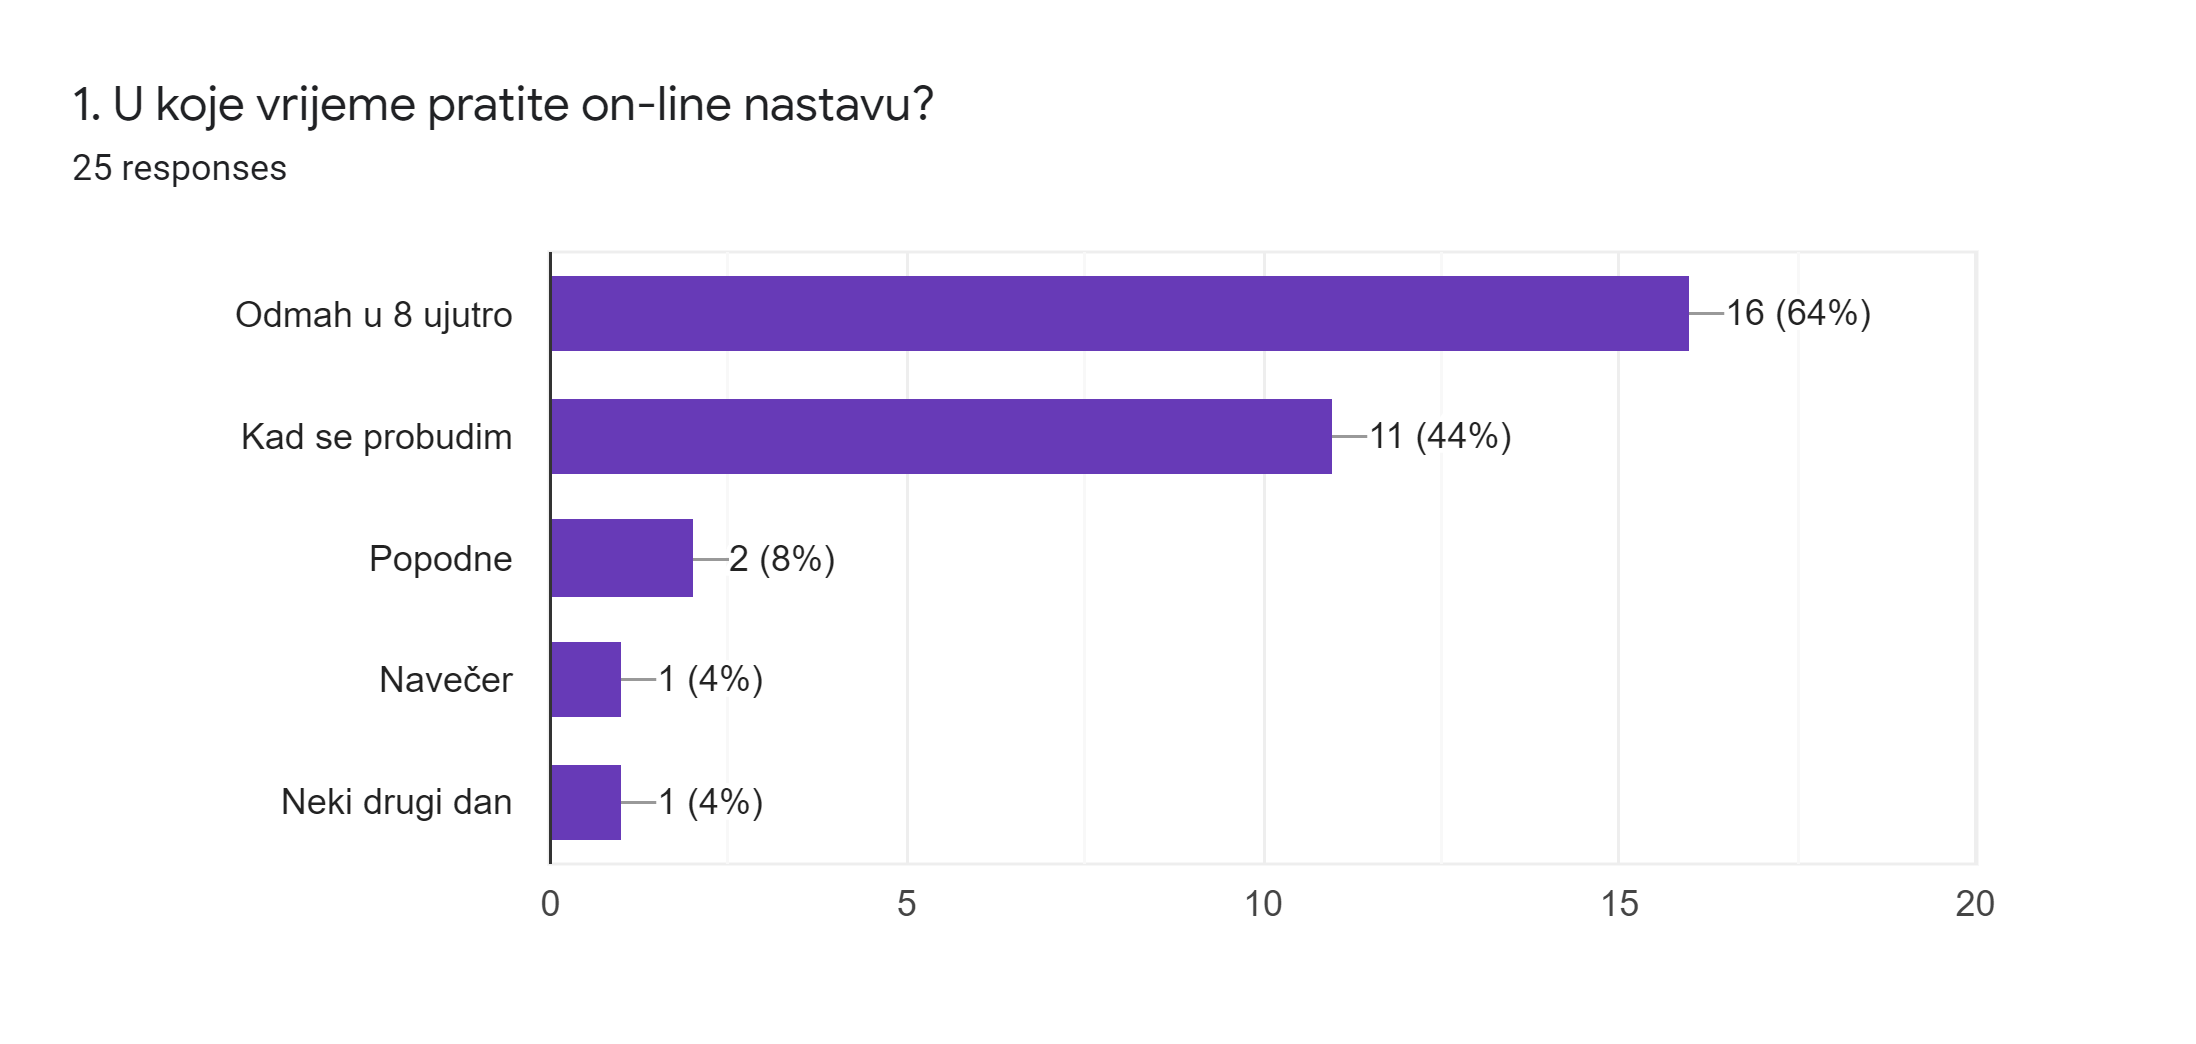 1. U koje vrijeme pratite on-line nastavu?
25 responses
Odmah u 8 ujutro 16 (64%)
Kad se probudim 11 (44%)
Popodne 2 (8%)
Navečer 1 (4%)
Neki drugi dan 1 (4%)
0 5 10 15 20